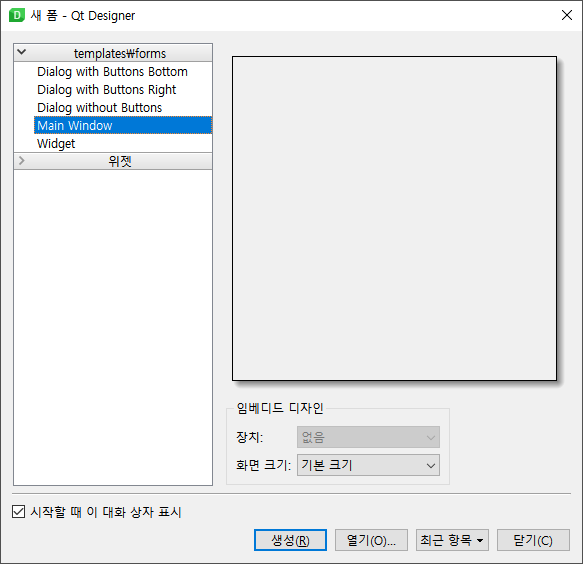 새 폼 - Qt Designer
templates₩forms
Dialog with Buttons Bottom
Dialog with Buttons Right
Dialog without Buttons
Main Window
Widget
위젯
임베디드 디자인
장치: 없음
화면 크기: 기본 크기
시작할 때 이 대화 상자 표시
생성(R) 열기(O)... 최근 항목 닫기(C)